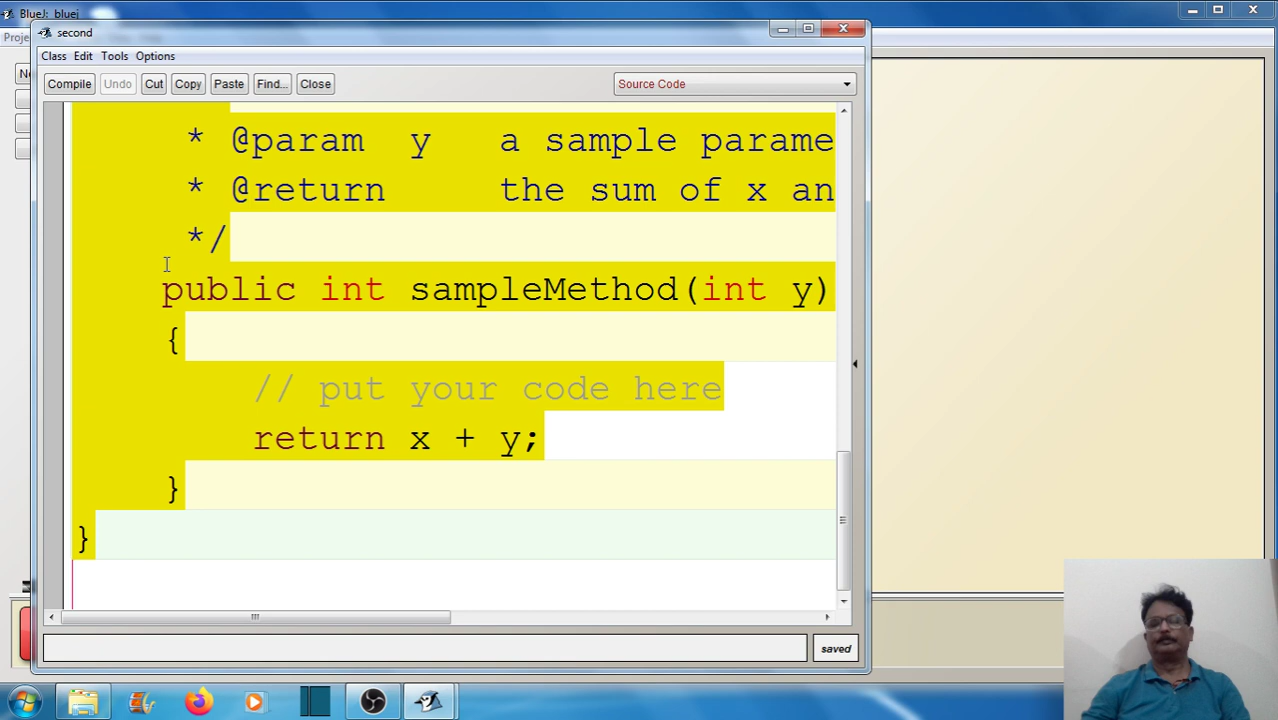 BlueJ: bluej
Proje
second
Class Edit Tools Options
Compile Undo Cut Copy Paste Find... Close Source Code
* @param y a sample parame
* @return the sum of x an
*/
public int sampleMethod(int y)
{
// put your code here
return x + y;
}
}
saved